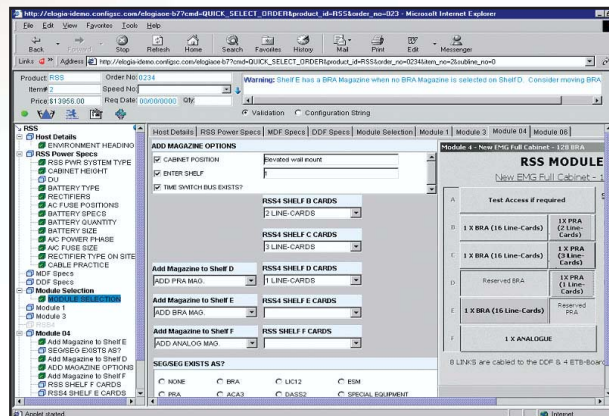 http://elogia-idemo.configsc.com/elogiaee-b7?cmd=QUICK_SELECT_ORDER&product_id=RSS&order_no=023 - Microsoft Internet Explorer
File Edit View Favorites Tools Help
Back Forward Stop Refresh Home Search Favorites History Mail Print Edit Messenger
Links Address http://elogia-idemo.configsc.com/elogiaee-b7?cmd=QUICK_SELECT_ORDER&product_id=RSS&order_no=0234&item_no=2&subline_no=0
Product: RSS Order No: 0234
Warning: Shelf E has a BRA Magazine when no BRA Magazine is selected on Shelf D. Consider moving BRA
Item#: 2 Speed No:
Price: $13956.00 Req Date: 00/00/0000 Qty:
Validation Configuration String
RSS
Host Details
ENVIRONMENT HEADING
RSS Power Specs
RSS PWR SYSTEM TYPE
CABINET HEIGHT
DU
BATTERY TYPE
RECTIFIERS
AC FUSE POSITIONS
BATTERY SPECS
BATTERY QUANTITY
BATTERY SIZE
A/C POWER PHASE
A/C FUSE SIZE
RECTIFIER TYPE ON SITE
CABLE PRACTICE
MDF Specs
DDF Specs
Module Selection
MODULE SELECTION
Module 1
Module 3
RSS4
Module 04
Add Magazine to Shelf E
SEG/SEG EXISTS AS?
Add Magazine to Shelf D
ADD MAGAZINE OPTIONS
Add Magazine to Shelf F
RSS SHELF F CARDS
RSS4 SHELF E CARDS
Host Details RSS Power Specs MDF Specs DDF Specs Module Selection Module 1 Module 3 Module 04 Module 06
ADD MAGAZINE OPTIONS
CABINET POSITION Elevated wall mount
ENTER SHELF 1
TIME SWITCH BUS EXISTS?
RSS4 SHELF B CARDS
2 LINE-CARDS
RSS4 SHELF C CARDS
3 LINE-CARDS
Add Magazine to Shelf D RSS4 SHELF D CARDS
ADD PRA MAG. 1 LINE-CARDS
Add Magazine to Shelf E RSS4 SHELF E CARDS
ADD BRA MAG.
Add Magazine to Shelf F RSS SHELF F CARDS
ADD ANALOG MAG.
SEG/SEG EXISTS AS?
NONE BRA LIC12 ESM
PRA ACA3 DASS2 SPECIAL EQUIPMENT
Module 4 - New EMG Full Cabinet - 128 BRA
RSS MODULE
New EMG Full Cabinet - 1
A Test Access if required
1 X BRA (16 Line-Cards) 1X PRA (2 Line-Cards)
1 X BRA (16 Line-Cards) 1 X PRA (3 Line-Cards)
D Reserved BRA 1X PRA (1 Line-Cards)
E 1 X BRA (16 Line-Cards) Reserved PRA
F 1 X ANALOGUE
8 LINKS are cabled to the DDF & 4 ETB-Board
Applet started Internet